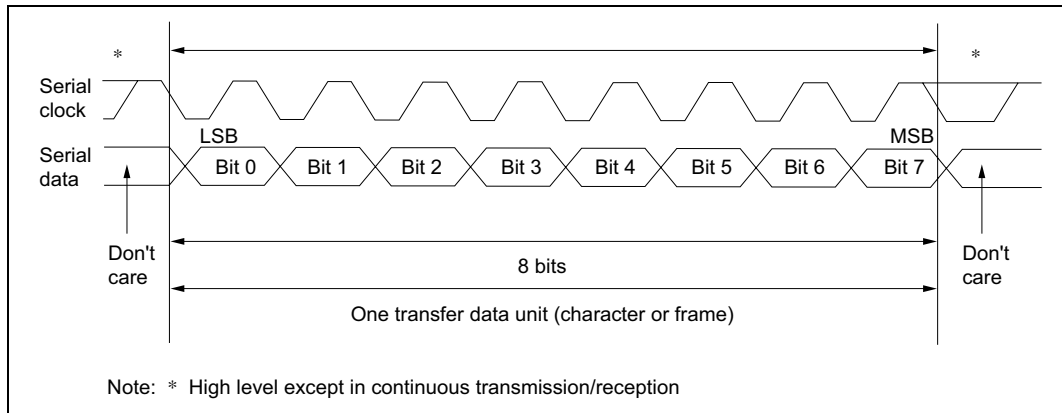 * *
Serial
clock
LSB MSB
Serial
data
Bit 0 Bit 1 Bit 2 Bit 3 Bit 4 Bit 5 Bit 6 Bit 7
Don't
care
Don't
care
8 bits
One transfer data unit (character or frame)
Note: * High level except in continuous transmission/reception